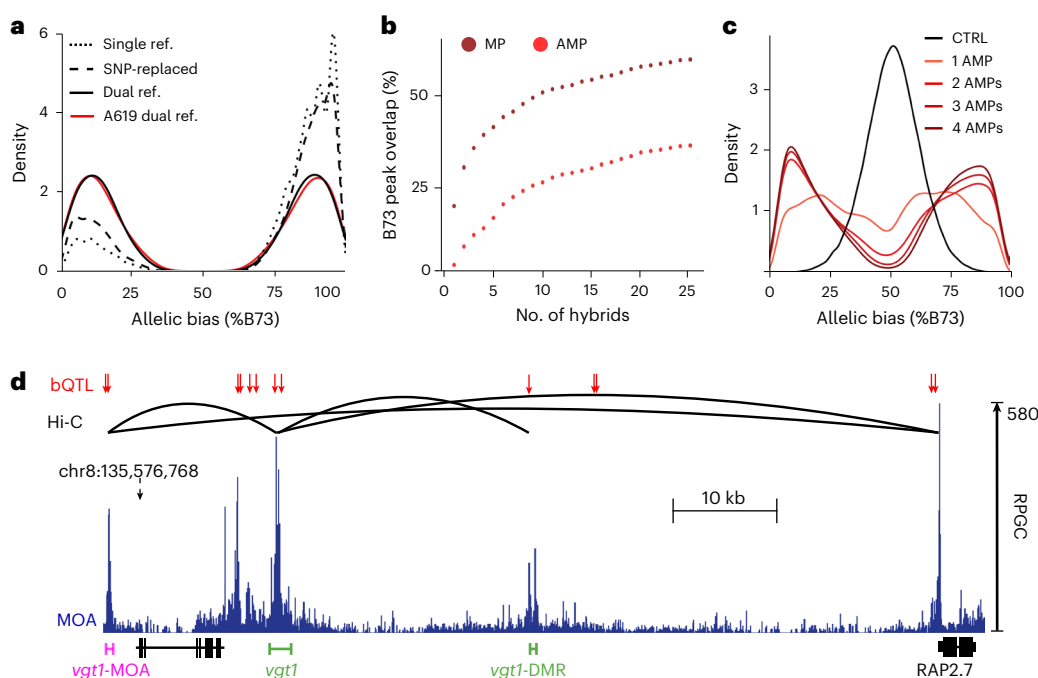 a
6
4
2
0
Density
Single ref.
SNP-replaced
Dual ref.
A619 dual ref.
0 25 50 75 100
Allelic bias (%B73)
b
MP AMP
50
25
0
B73 peak overlap (%)
0 5 10 15 20 25
No. of hybrids
c
CTRL
1 AMP
2 AMPs
3 AMPs
4 AMPs
3
2
1
Density
0 25 50 75 100
Allelic bias (%B73)
d
bQTL
Hi-C
580
chr8:135,576,768
10 kb
RPGC
MOA
vgt1-MOA
vgt1
vgt1-DMR
RAP2.7